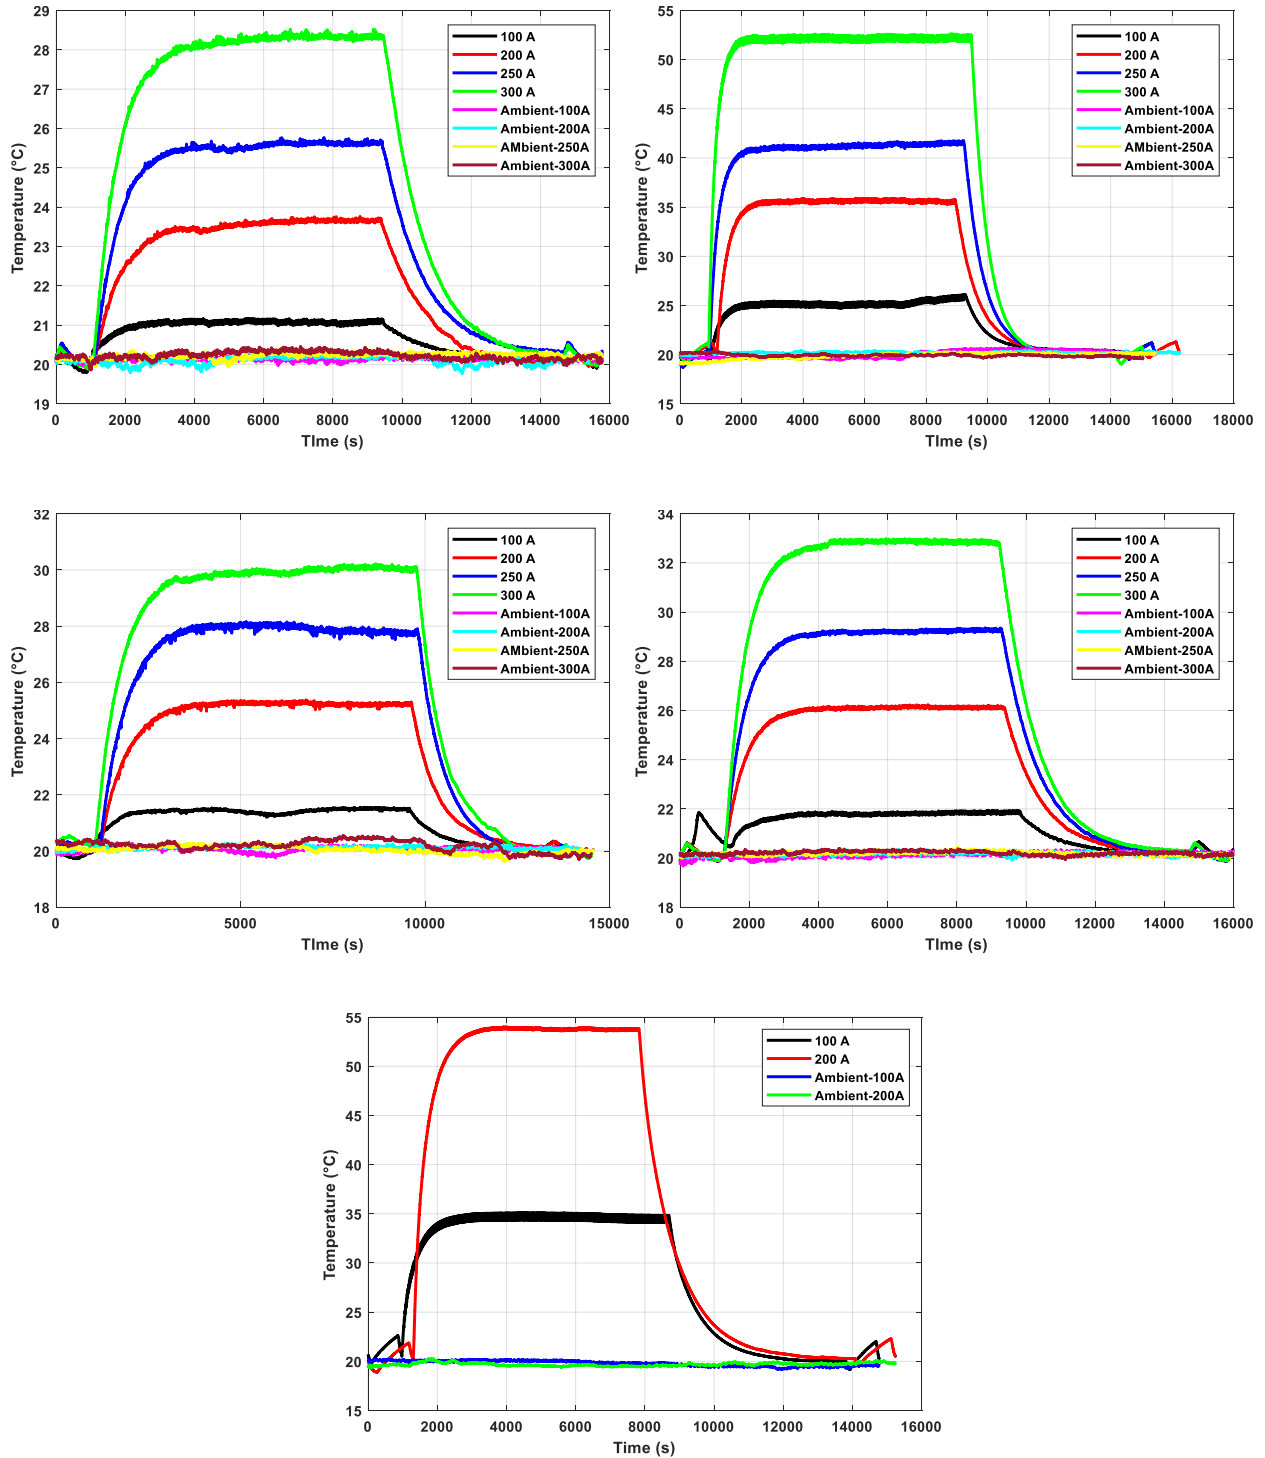 29
28
27
26
25
24
23
22
21
20
19
Temperature (°C)
0 2000 4000 6000 8000 10000 12000 14000 16000
TIme (s)
100 A
200 A
250 A
300 A
Ambient-100A
Ambient-200A
AMbient-250A
Ambient-300A
55
50
45
40
35
30
25
20
15
Temperature (°C)
0 2000 4000 6000 8000 10000 12000 14000 16000 18000
TIme (s)
100 A
200 A
250 A
300 A
Ambient-100A
Ambient-200A
AMbient-250A
Ambient-300A
32
30
28
26
24
22
20
18
Temperature (°C)
0 5000 10000 15000
TIme (s)
100 A
200 A
250 A
300 A
Ambient-100A
Ambient-200A
AMbient-250A
Ambient-300A
34
32
30
28
26
24
22
20
18
Temperature (°C)
0 2000 4000 6000 8000 10000 12000 14000 16000
TIme (s)
100 A
200 A
250 A
300 A
Ambient-100A
Ambient-200A
AMbient-250A
Ambient-300A
55
50
45
40
35
30
25
20
15
Temperature (°C)
0 2000 4000 6000 8000 10000 12000 14000 16000
Time (s)
100 A
200 A
Ambient-100A
Ambient-200A